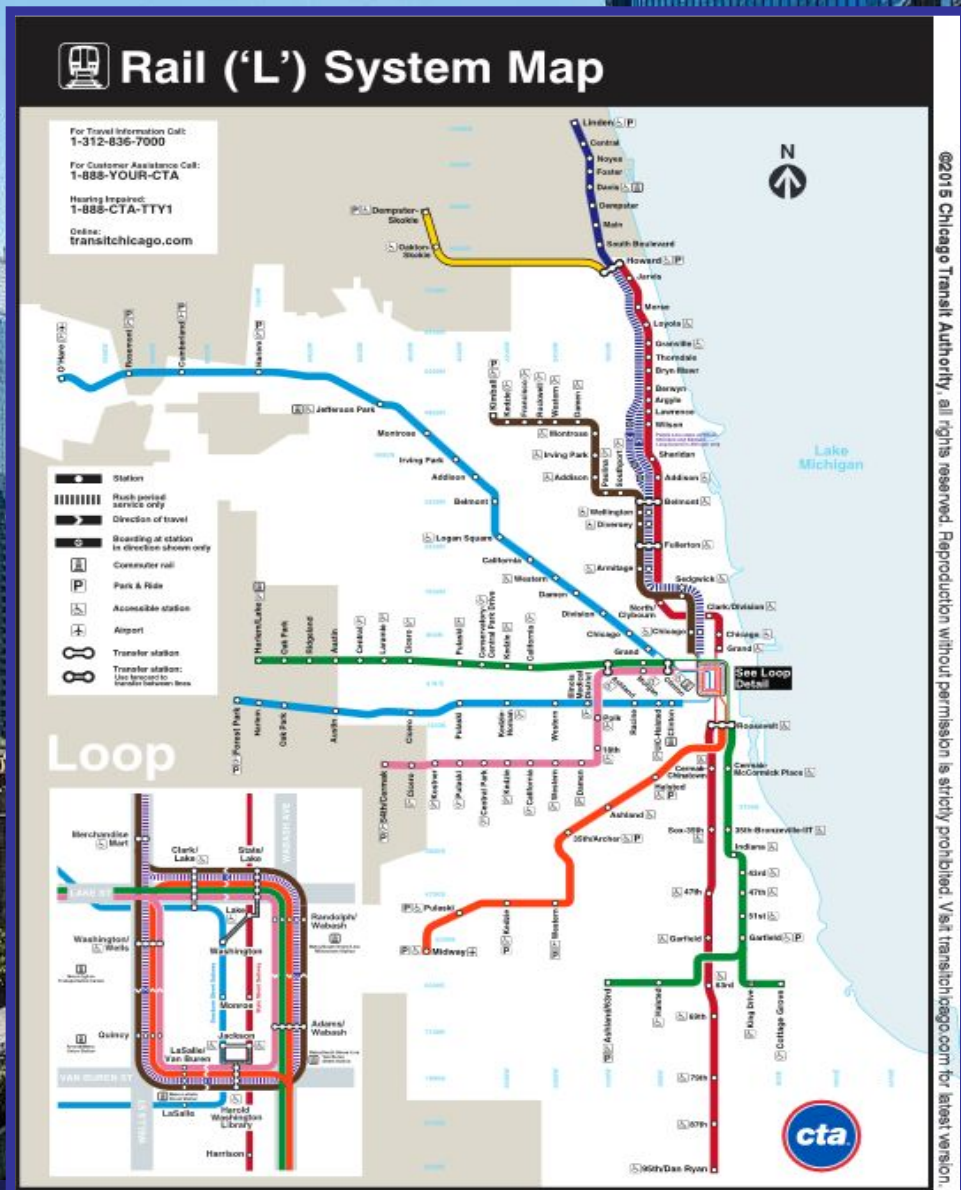 Rail ('L') System Map
For Travel Information Call:
1-312-836-7000
For Customer Assistance Call:
1-888-YOUR-CTA
Hearing Impaired:
1-888-CTA-TTY1
Online:
transitchicago.com
N
Lake
Michigan
Linden
Central
Noyes
Foster
Davis
Dempster
Main
South Boulevard
Howard
Dempster-
Skokie
Oakton-
Skokie
Jarvis
Morse
Loyola
Granville
Thorndale
Bryn Mawr
Berwyn
Argyle
Lawrence
Wilson
Sheridan
Addison
Belmont
Fullerton
North/
Clybourn
Clark/Division
Chicago
Grand
O'Hare
Rosemont
Cumberland
Harlem
Jefferson Park
Montrose
Irving Park
Addison
Belmont
Logan Square
California
Western
Damen
Division
Chicago
Grand
Kimball
Kedzie
Francisco
Rockwell
Western
Damen
Montrose
Irving Park
Addison
Paulina
Southport
Wellington
Diversey
Armitage
Sedgwick
Chicago
Station
Rush period
service only
Direction of travel
Boarding at station
in direction shown only
Commuter rail
P
Park & Ride
Accessible station
Airport
Transfer station
Transfer station:
Use farecard to
transfer between lines
Harlem/Lake
Oak Park
Ridgeland
Austin
Central
Laramie
Cicero
Pulaski
Conservatory
Central Park Drive
Kedzie
California
Ashland
Morgan
Clinton
See Loop
Detail
Forest Park
Harlem
Oak Park
Austin
Cicero
Pulaski
Kedzie-
Homan
Western
Illinois
Medical
District
Racine
UIC-Halsted
Clinton
Polk
18th
54th/Cermak
Cicero
Kostner
Pulaski
Central Park
Kedzie
California
Western
Damen
Roosevelt
Cermak-
Chinatown
Cermak-
McCormick Place
Halsted
Ashland
35th/Archer
Western
Kedzie
Pulaski
Midway
Sox-35th
47th
Garfield
63rd
69th
79th
87th
95th/Dan Ryan
35th-Bronzeville-IIT
Indiana
43rd
47th
51st
Garfield
King Drive
Cottage Grove
Halsted
Ashland/63rd
Loop
Merchandise
Mart
Clark/
Lake
State/
Lake
WABASH AVE
LAKE ST
Lake
Randolph/
Wabash
Washington/
Wells
Washington
Monroe
Quincy
Jackson
Adams/
Wabash
LaSalle/
Van Buren
VAN BUREN ST
LaSalle
Harold
Washington
Library
Harrison
cta
©2015 Chicago Transit Authority, all rights reserved. Reproduction without permission is strictly prohibited. Visit transitchicago.com for latest version.